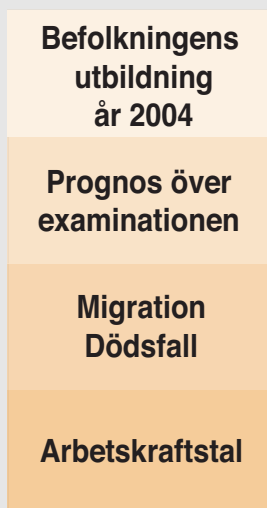 Befolkningens
utbildning
år 2004
Prognos över
examinationen
Migration
Dödsfall
Arbetskraftstal